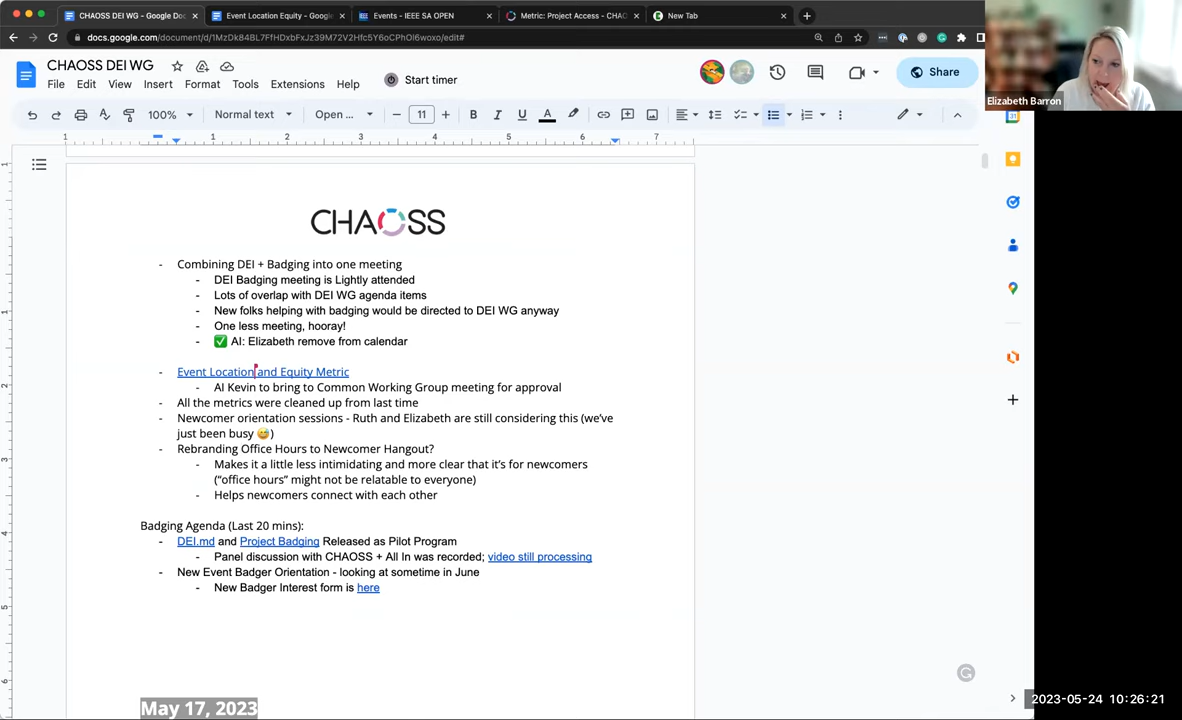 CHAOSS DEI WG - Google Doc
Event Location Equity - Googl
Events - IEEE SA OPEN
Metric: Project Access - CHAO
New Tab
docs.google.com/document/d/1MzDk84BL7FfHDxbFxJz39M72V2Hfc5Y6oCPhOl6woxo/edit#
CHAOSS DEI WG
File Edit View Insert Format Tools Extensions Help
Start timer
Share
100% Normal text Open ... 11
1 1 2 3 4 5 6 7
CHAOSS
- Combining DEI + Badging into one meeting
- DEI Badging meeting is Lightly attended
- Lots of overlap with DEI WG agenda items
- New folks helping with badging would be directed to DEI WG anyway
- One less meeting, hooray!
- ✅ AI: Elizabeth remove from calendar
- Event Location and Equity Metric
- AI Kevin to bring to Common Working Group meeting for approval
- All the metrics were cleaned up from last time
- Newcomer orientation sessions - Ruth and Elizabeth are still considering this (we've
just been busy 😅)
- Rebranding Office Hours to Newcomer Hangout?
- Makes it a little less intimidating and more clear that it's for newcomers
("office hours" might not be relatable to everyone)
- Helps newcomers connect with each other
Badging Agenda (Last 20 mins):
- DEI.md and Project Badging Released as Pilot Program
- Panel discussion with CHAOSS + All In was recorded; video still processing
- New Event Badger Orientation - looking at sometime in June
- New Badger Interest form is here
May 17, 2023
Elizabeth Barron
2023-05-24 10:26:21